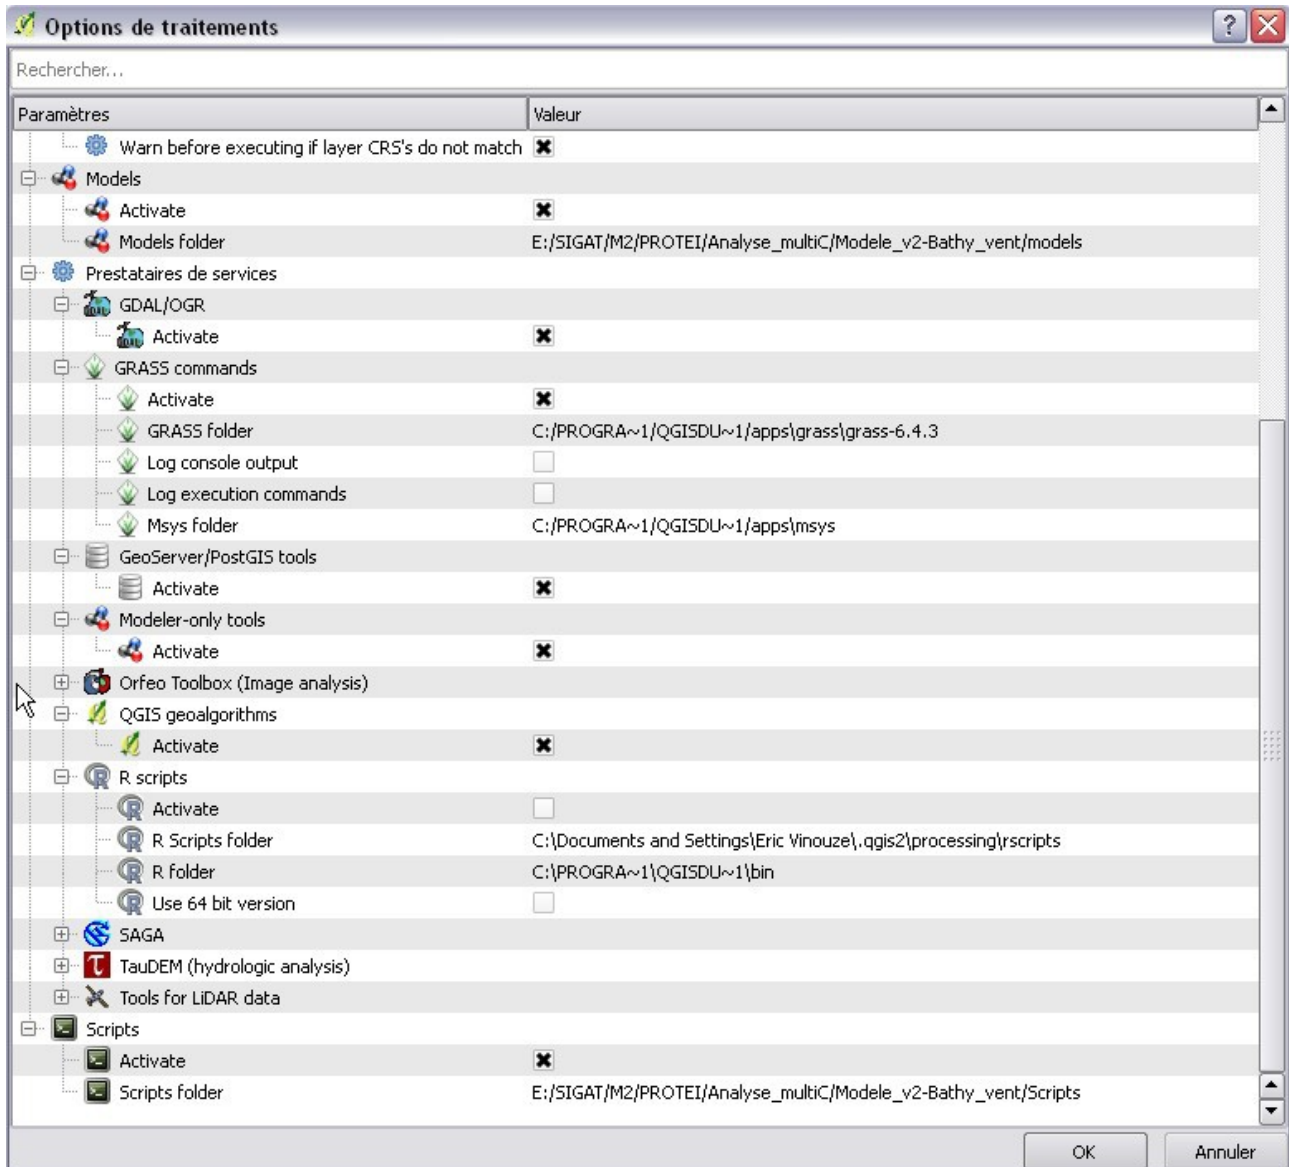 Options de traitements
Rechercher...
Paramètres Valeur
Warn before executing if layer CRS's do not match
Models
Activate
Models folder E:/SIGAT/M2/PROTEI/Analyse_multiC/Modele_v2-Bathy_vent/models
Prestataires de services
GDAL/OGR
Activate
GRASS commands
Activate
GRASS folder C:/PROGRA~1/QGISDU~1/apps\grass\grass-6.4.3
Log console output
Log execution commands
Msys folder C:/PROGRA~1/QGISDU~1/apps\msys
GeoServer/PostGIS tools
Activate
Modeler-only tools
Activate
Orfeo Toolbox (Image analysis)
QGIS geoalgorithms
Activate
R scripts
Activate
R Scripts folder C:\Documents and Settings\Eric Vinouze\.qgis2\processing\rscripts
R folder C:\PROGRA~1\QGISDU~1\bin
Use 64 bit version
SAGA
TauDEM (hydrologic analysis)
Tools for LiDAR data
Scripts
Activate
Scripts folder E:/SIGAT/M2/PROTEI/Analyse_multiC/Modele_v2-Bathy_vent/Scripts
OK Annuler